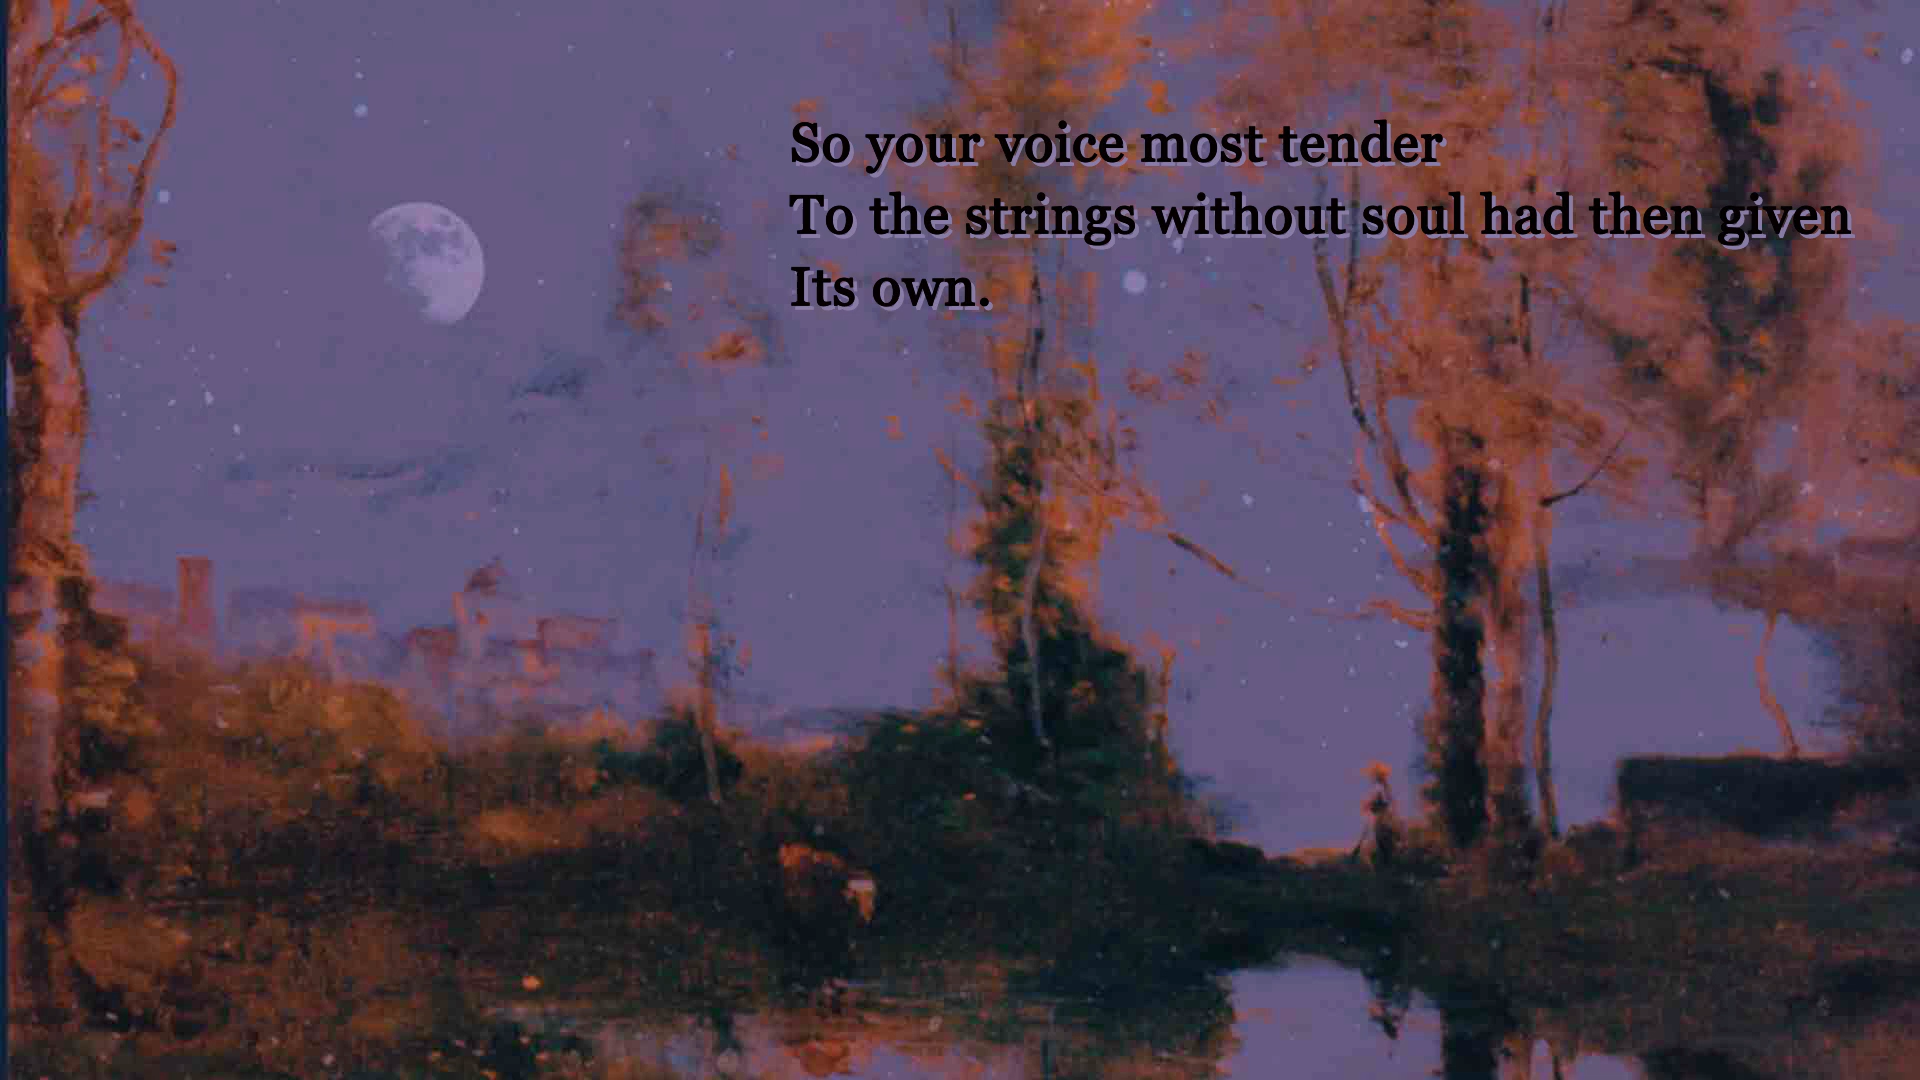 So your voice most tender
To the strings without soul had then given
Its own.